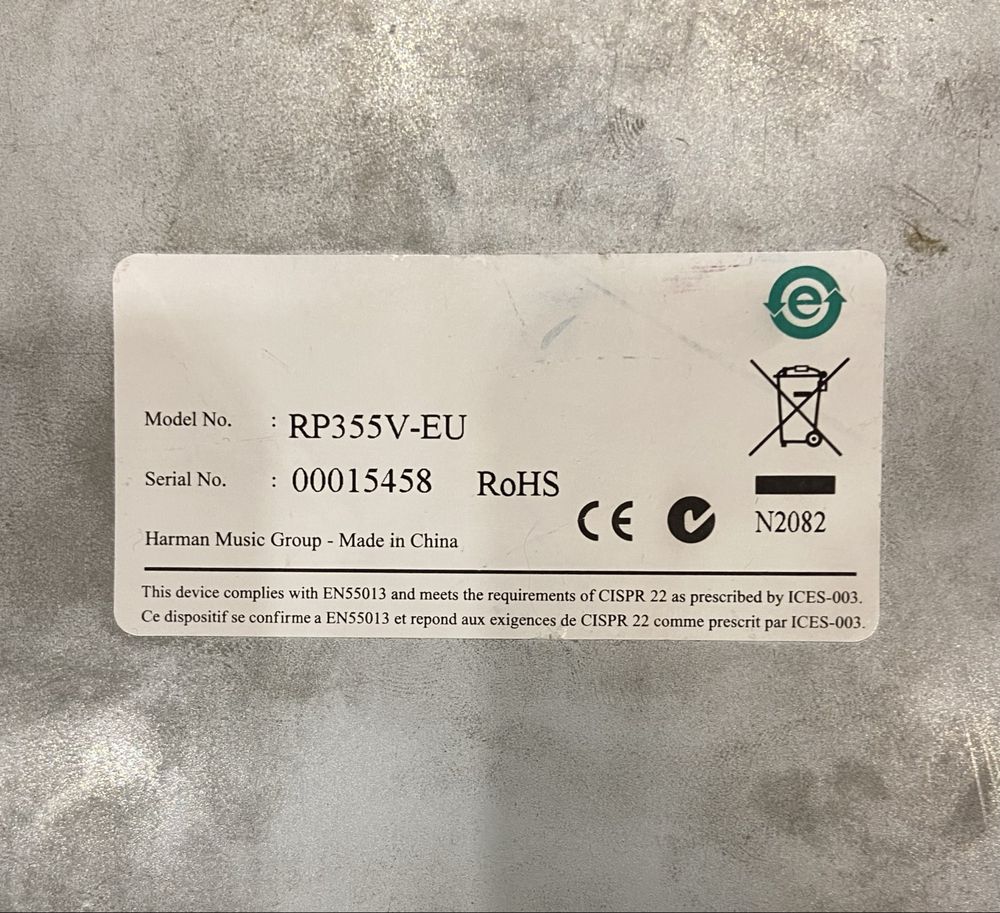 e
Model No. : RP355V-EU
Serial No. : 00015458 RoHS
Harman Music Group - Made in China
CE
N2082
This device complies with EN55013 and meets the requirements of CISPR 22 as prescribed by ICES-003.
Ce dispositif se confirme a EN55013 et repond aux exigences de CISPR 22 comme prescrit par ICES-003.